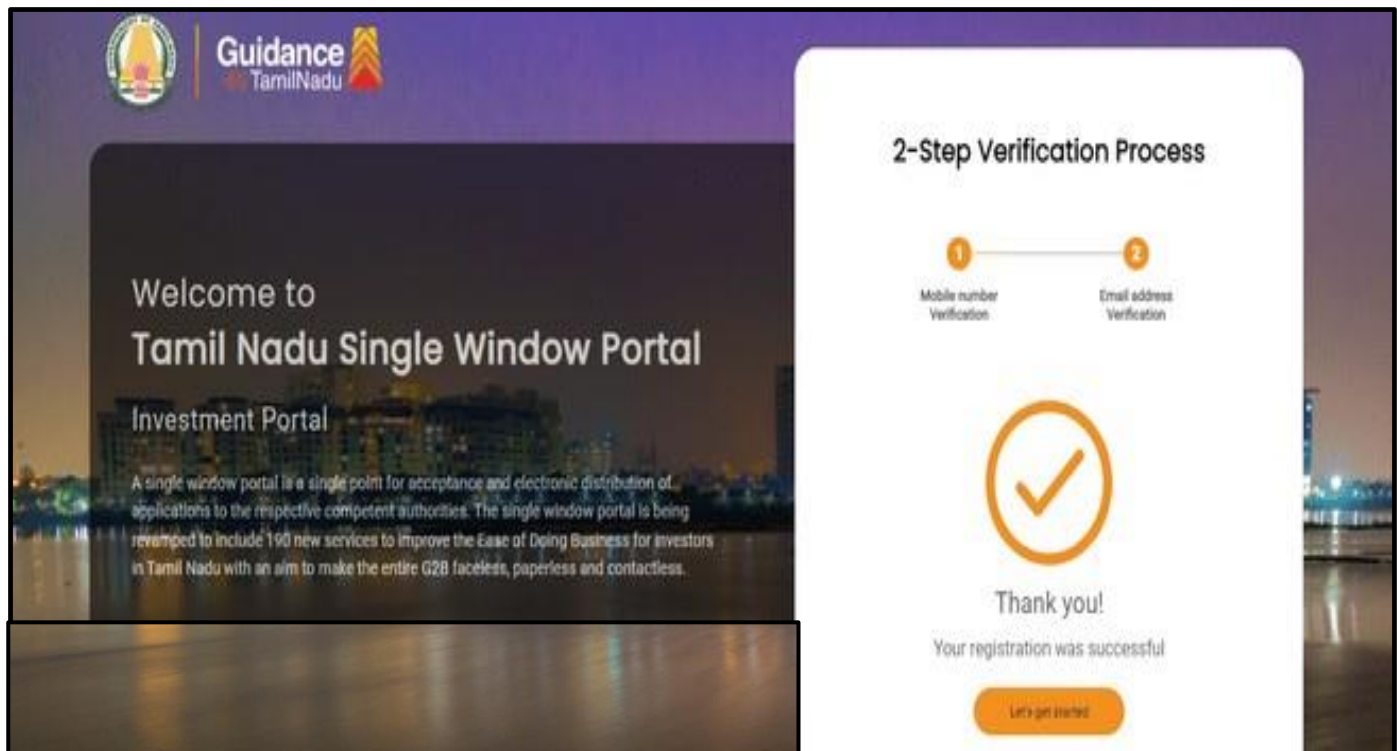 Guidance
TamilNadu
Welcome to
Tamil Nadu Single Window Portal
Investment Portal
A single window portal is a single point for acceptance and electronic distribution of
applications to the respective competent authorities. The single window portal is being
revamped to include 190 new services to improve the Ease of Doing Business for investors
in Tamil Nadu with an aim to make the entire G2B faceless, paperless and contactless.
2-Step Verification Process
1
2
Mobile number
Verification
Email address
Verification
Thank you!
Your registration was successful
Let's get started